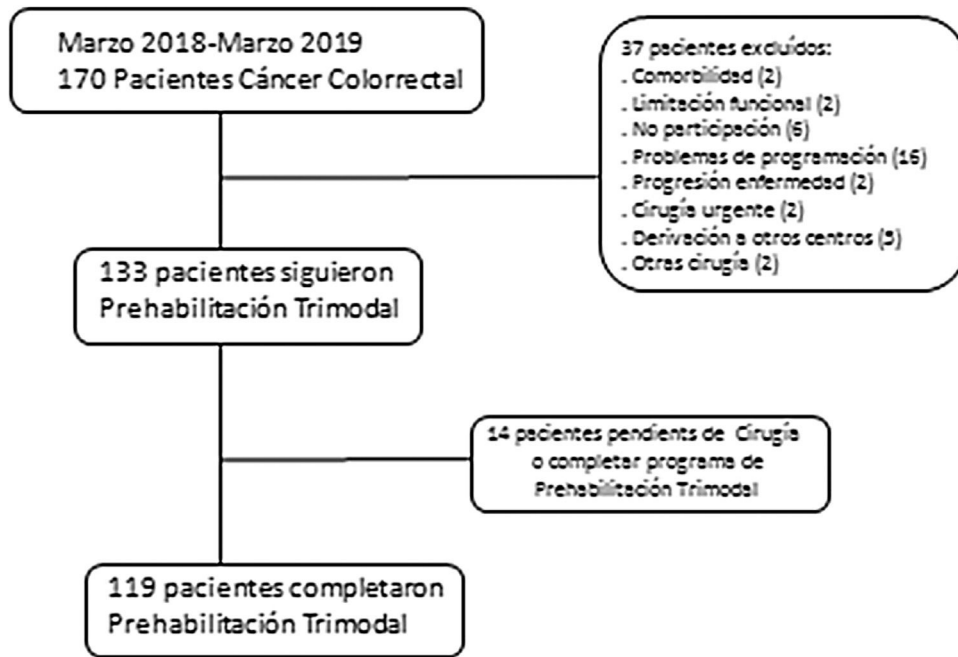 Marzo 2018-Marzo 2019
170 Pacientes Cáncer Colorrectal
37 pacientes excluídos:
. Comorbilidad (2)
. Limitación funcional (2)
. No participación (6)
. Problemas de programación (16)
. Progresión enfermedad (2)
. Cirugía urgente (2)
. Derivación a otros centros (5)
. Otras cirugía (2)
133 pacientes siguieron
Prehabilitación Trimodal
14 pacientes pendients de Cirugía
o completar programa de
Prehabilitación Trimodal
119 pacientes completaron
Prehabilitación Trimodal